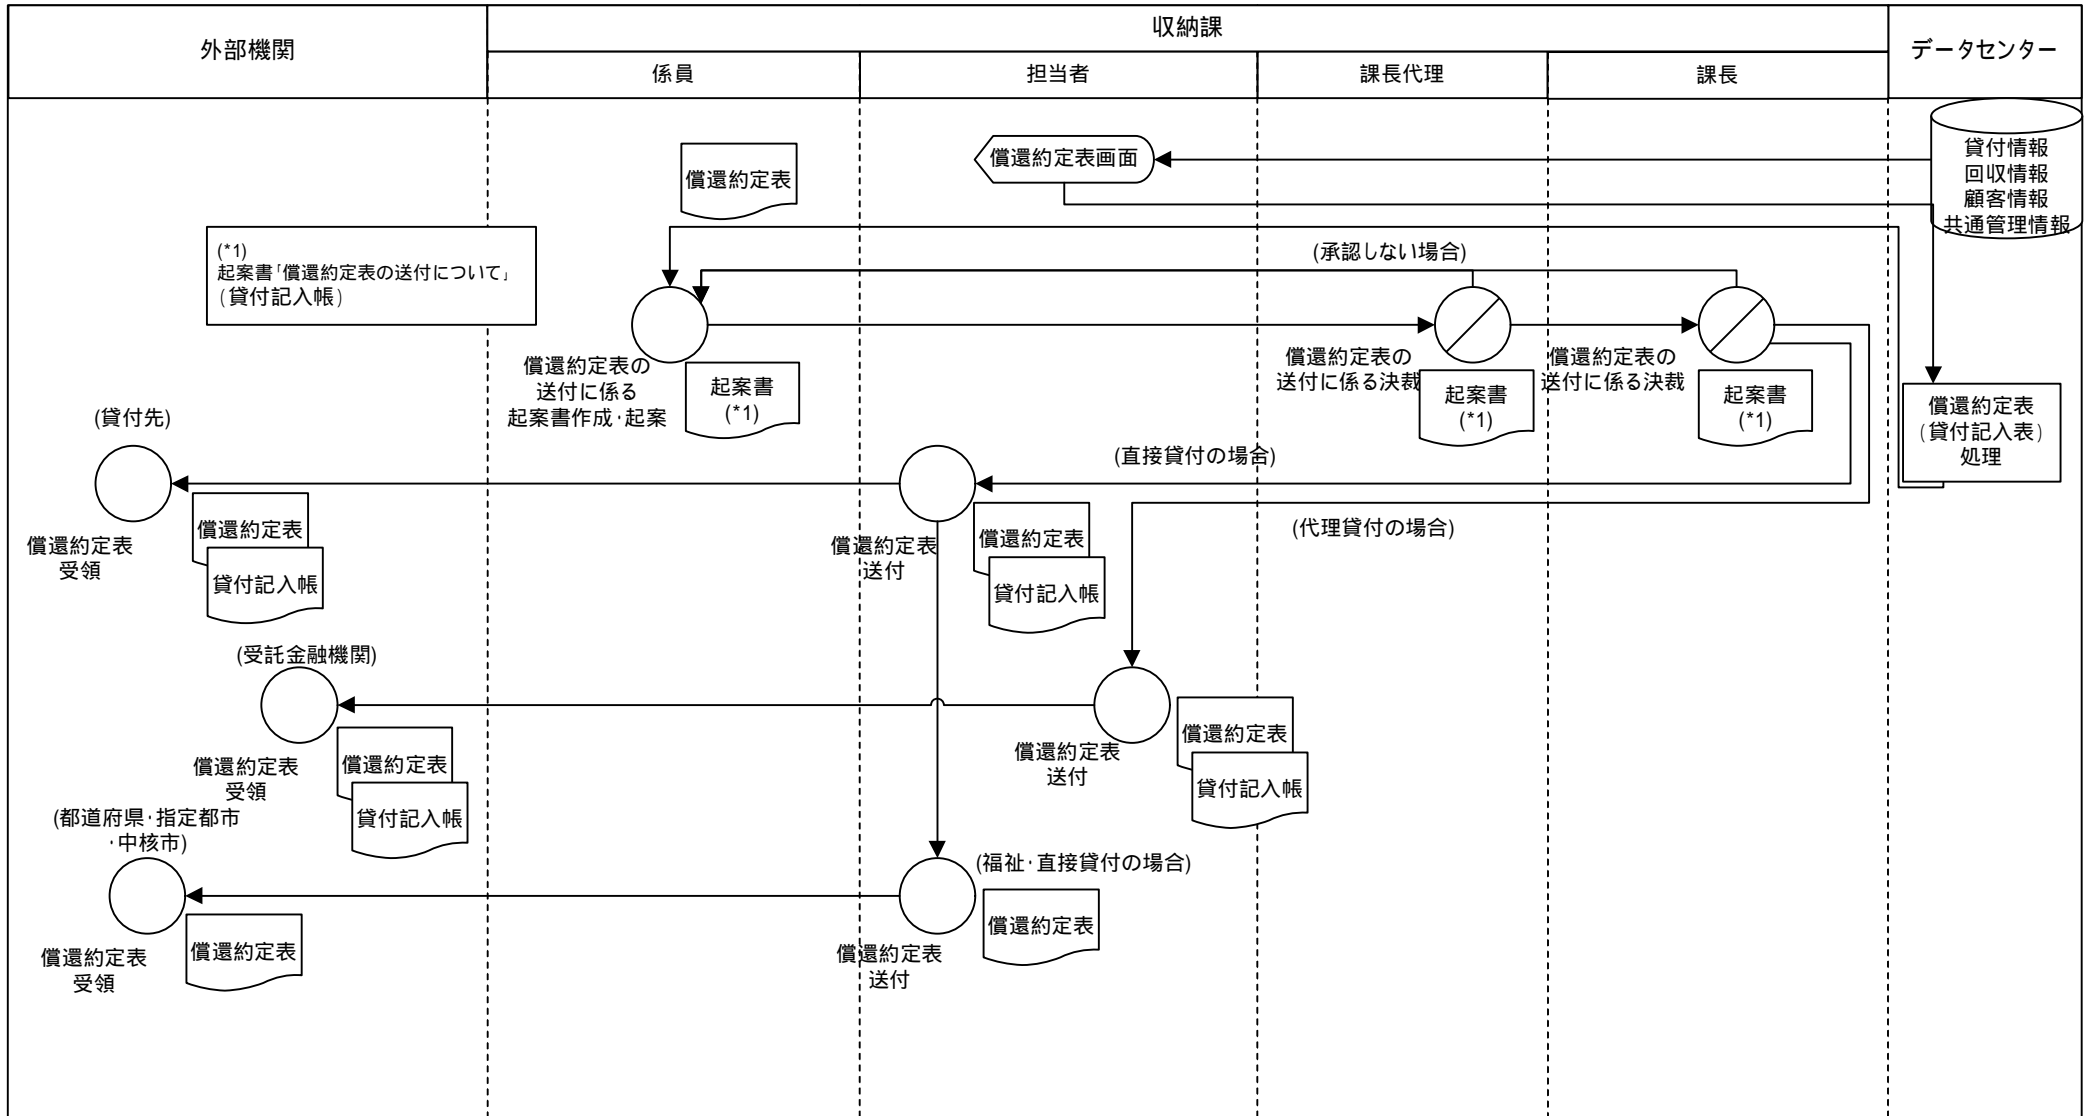 外部機関
収納課
データセンター
係員
担当者
課長代理
課長
償還約定表
償還約定表画面
貸付情報
回収情報
顧客情報
共通管理情報
(*1)
起案書｢償還約定表の送付について｣
(貸付記入帳)
(承認しない場合)
償還約定表の
送付に係る
起案書作成・起案
起案書
(*1)
償還約定表の
送付に係る決裁
起案書
(*1)
償還約定表の
送付に係る決裁
起案書
(*1)
償還約定表
(貸付記入表)
処理
(貸付先)
(直接貸付の場合)
(代理貸付の場合)
償還約定表
受領
償還約定表
貸付記入帳
償還約定表
送付
償還約定表
貸付記入帳
(受託金融機関)
償還約定表
受領
償還約定表
貸付記入帳
償還約定表
送付
償還約定表
貸付記入帳
(都道府県・指定都市
・中核市)
(福祉・直接貸付の場合)
償還約定表
受領
償還約定表
償還約定表
送付
償還約定表